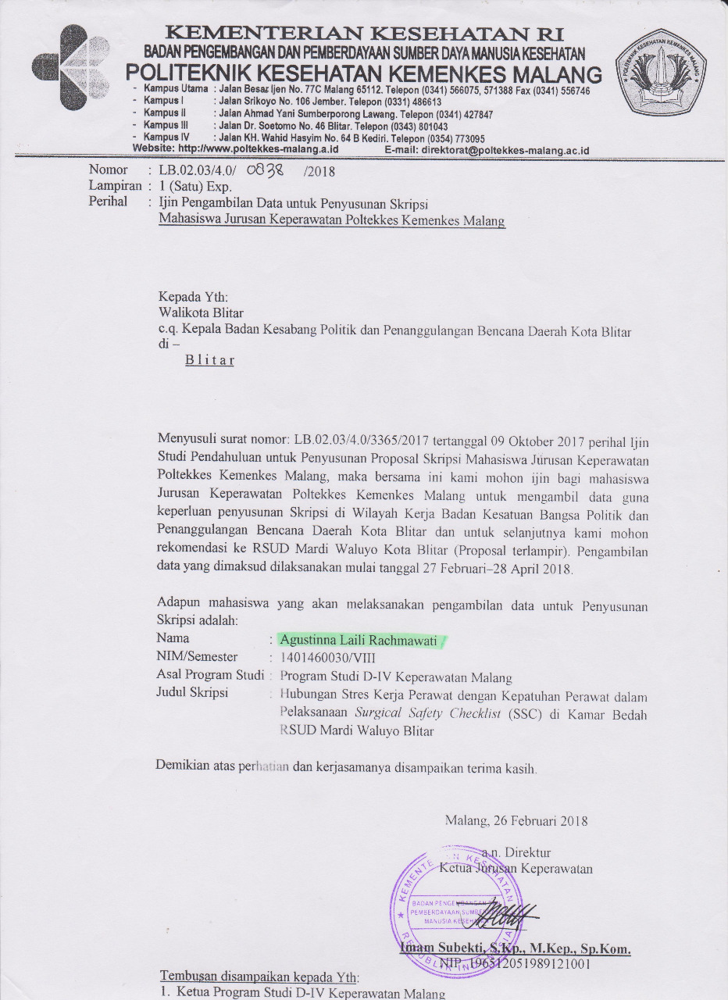 KEMENTERIAN KESEHATAN RI
BADAN PENGEMBANGAN DAN PEMBERDAYAAN SUMBER DAYA MANUSIA KESEHATAN
POLITEKNIK KESEHATAN KEMENKES MALANG
- Kampus Utama : Jalan Besar Ijen No. 77C Malang 65112. Telepon (0341) 566075, 571388 Fax (0341) 556746
- Kampus I : Jalan Srikoyo No. 106 Jember. Telepon (0331) 486613
- Kampus II : Jalan Ahmad Yani Sumberporong Lawang. Telepon (0341) 427847
- Kampus III : Jalan Dr. Soetomo No. 46 Blitar. Telepon (0343) 801043
- Kampus IV : Jalan KH. Wahid Hasyim No. 64 B Kediri. Telepon (0354) 773095
Website: http://www.poltekkes-malang.a.id E-mail: direktorat@poltekkes-malang.ac.id
POLITEKNIK KESEHATAN KEMENKES MALANG
Nomor : LB.02.03/4.0/ 0838 /2018
Lampiran : 1 (Satu) Exp.
Perihal : Ijin Pengambilan Data untuk Penyusunan Skripsi
Mahasiswa Jurusan Keperawatan Poltekkes Kemenkes Malang
Kepada Yth:
Walikota Blitar
c.q. Kepala Badan Kesabang Politik dan Penanggulangan Bencana Daerah Kota Blitar
di –
B l i t a r
Menyusuli surat nomor: LB.02.03/4.0/3365/2017 tertanggal 09 Oktober 2017 perihal Ijin
Studi Pendahuluan untuk Penyusunan Proposal Skripsi Mahasiswa Jurusan Keperawatan
Poltekkes Kemenkes Malang, maka bersama ini kami mohon ijin bagi mahasiswa
Jurusan Keperawatan Poltekkes Kemenkes Malang untuk mengambil data guna
keperluan penyusunan Skripsi di Wilayah Kerja Badan Kesatuan Bangsa Politik dan
Penanggulangan Bencana Daerah Kota Blitar dan untuk selanjutnya kami mohon
rekomendasi ke RSUD Mardi Waluyo Kota Blitar (Proposal terlampir). Pengambilan
data yang dimaksud dilaksanakan mulai tanggal 27 Februari–28 April 2018.
Adapun mahasiswa yang akan melaksanakan pengambilan data untuk Penyusunan
Skripsi adalah:
Nama : Agustinna Laili Rachmawati
NIM/Semester : 1401460030/VIII
Asal Program Studi : Program Studi D-IV Keperawatan Malang
Judul Skripsi : Hubungan Stres Kerja Perawat dengan Kepatuhan Perawat dalam
Pelaksanaan Surgical Safety Checklist (SSC) di Kamar Bedah
RSUD Mardi Waluyo Blitar
Demikian atas perhatian dan kerjasamanya disampaikan terima kasih.
Malang, 26 Februari 2018
a.n. Direktur
Ketua Jurusan Keperawatan
KEMENTE ON KESEHATAN
BADAN PENGEMBANGAN D
PEMBERDAYAAN SUMBER
MANUSIA KESEHATAN
REPUBLIK INDONESIA
Imam Subekti, S.Kp., M.Kep., Sp.Kom.
NIP. 196512051989121001
Tembusan disampaikan kepada Yth:
1. Ketua Program Studi D-IV Keperawatan Malang